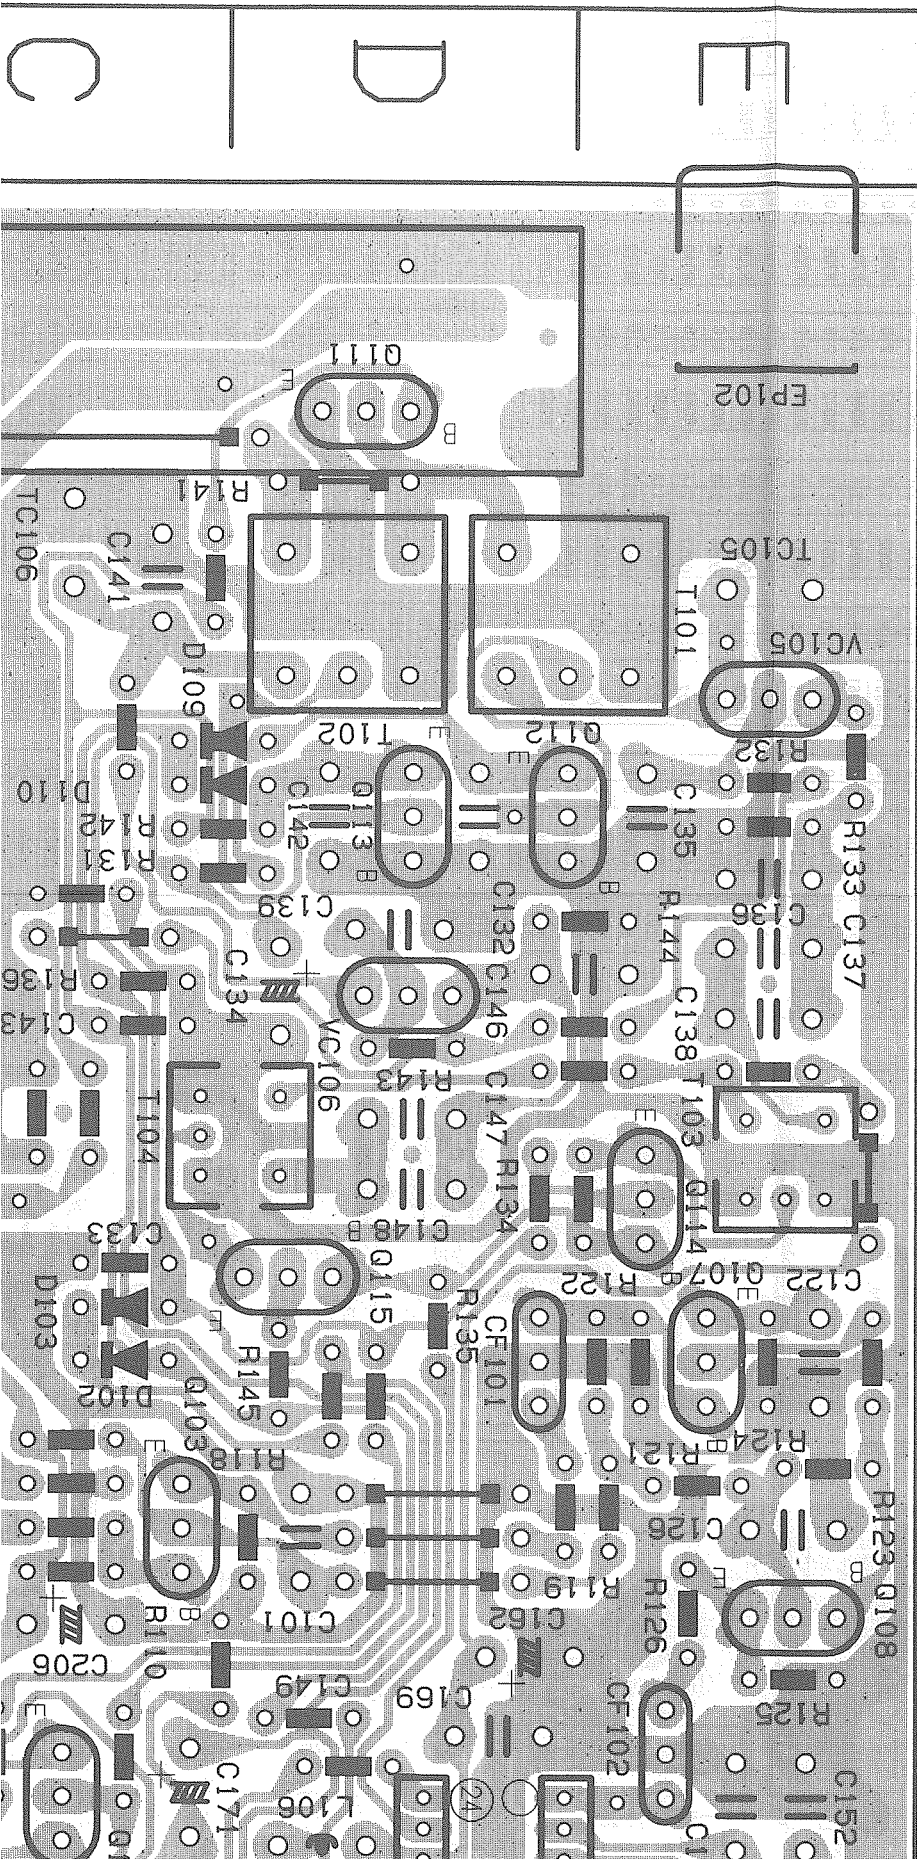 C
D
E
Q111
E
B
EP102
R141
TC106
C141
TC105
T101
VC105
D109
T102
E
E
Q112
R132
D110
R142
C142
Q113
C135
R133
R131
B
B
C139
C132
R144
C136
C137
R136
C134
C146
C143
VC106
C138
R143
T104
C147
T103
E
R134
Q114
C133
B
C148
Q115
B
Q107
C122
R122
E
D103
E
R135
CF101
R145
D102
Q103
E
R118
R121
B
R124
C126
R123
R119
R126
E
B
Q108
B
R110
C101
C162
C206
C149
C169
CF102
R125
E
C171
L106
24
C152